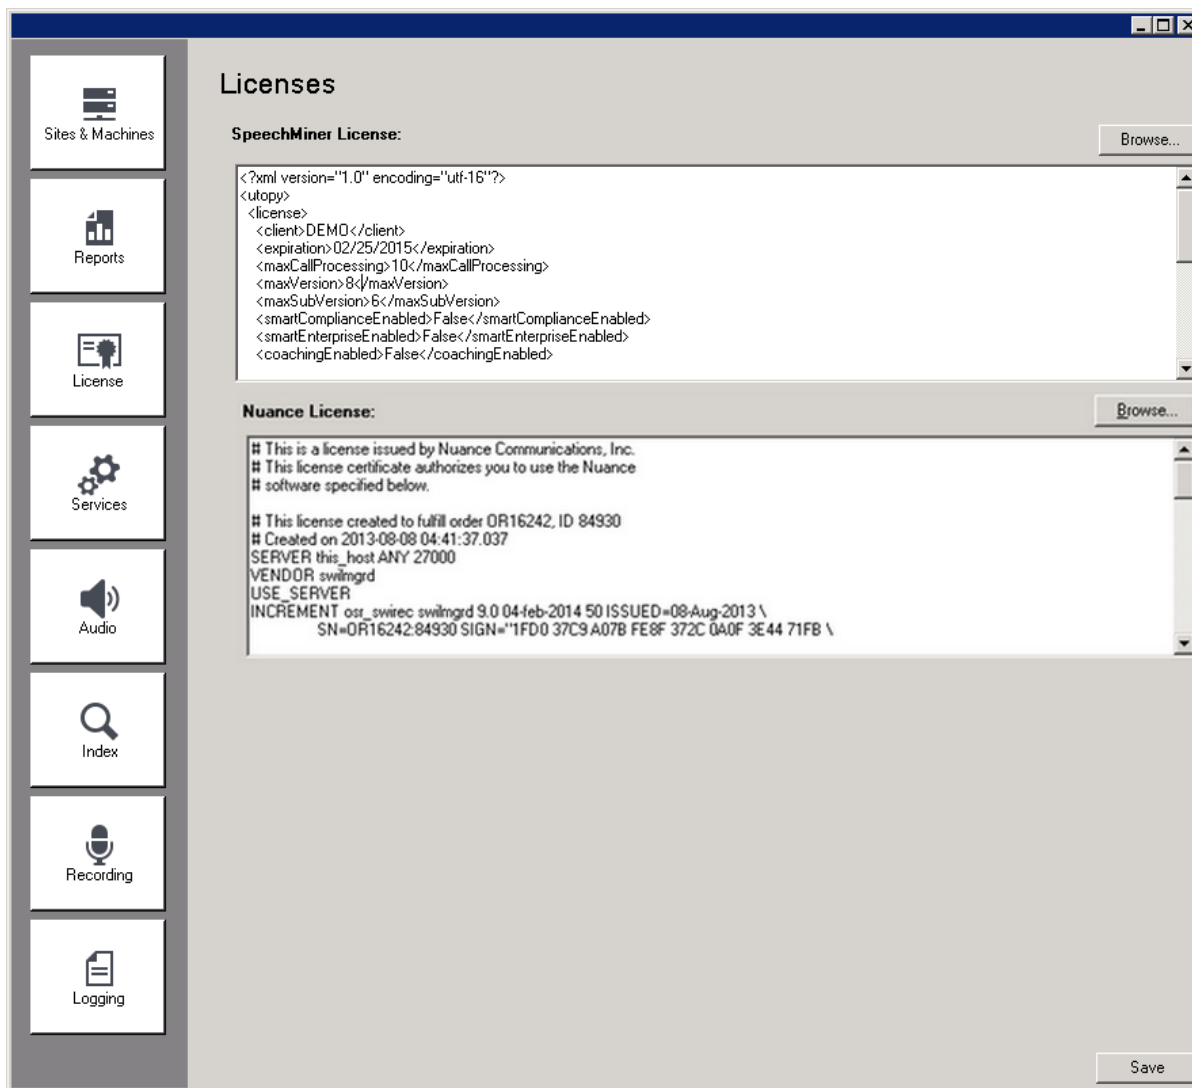 Sites & Machines
Reports
License
Services
Audio
Index
Recording
Logging
Licenses
SpeechMiner License:
Browse...
<?xml version="1.0" encoding="utf-16"?>
<utopy>
<license>
<client>DEMO</client>
<expiration>02/25/2015</expiration>
<maxCallProcessing>10</maxCallProcessing>
<maxVersion>8</maxVersion>
<maxSubVersion>6</maxSubVersion>
<smartComplianceEnabled>False</smartComplianceEnabled>
<smartEnterpriseEnabled>False</smartEnterpriseEnabled>
<coachingEnabled>False</coachingEnabled>
Nuance License:
Browse...
# This is a license issued by Nuance Communications, Inc.
# This license certificate authorizes you to use the Nuance
# software specified below.
# This license created to fulfill order OR16242, ID 84930
# Created on 2013-08-08 04:41:37.037
SERVER this_host ANY 27000
VENDOR swilmgrd
USE_SERVER
INCREMENT osr_swirec swilmgrd 9.0 04-feb-2014 50 ISSUED=08-Aug-2013 \
SN=OR16242:84930 SIGN="1FD0 37C9 A07B FE8F 372C 0A0F 3E44 71FB \
Save